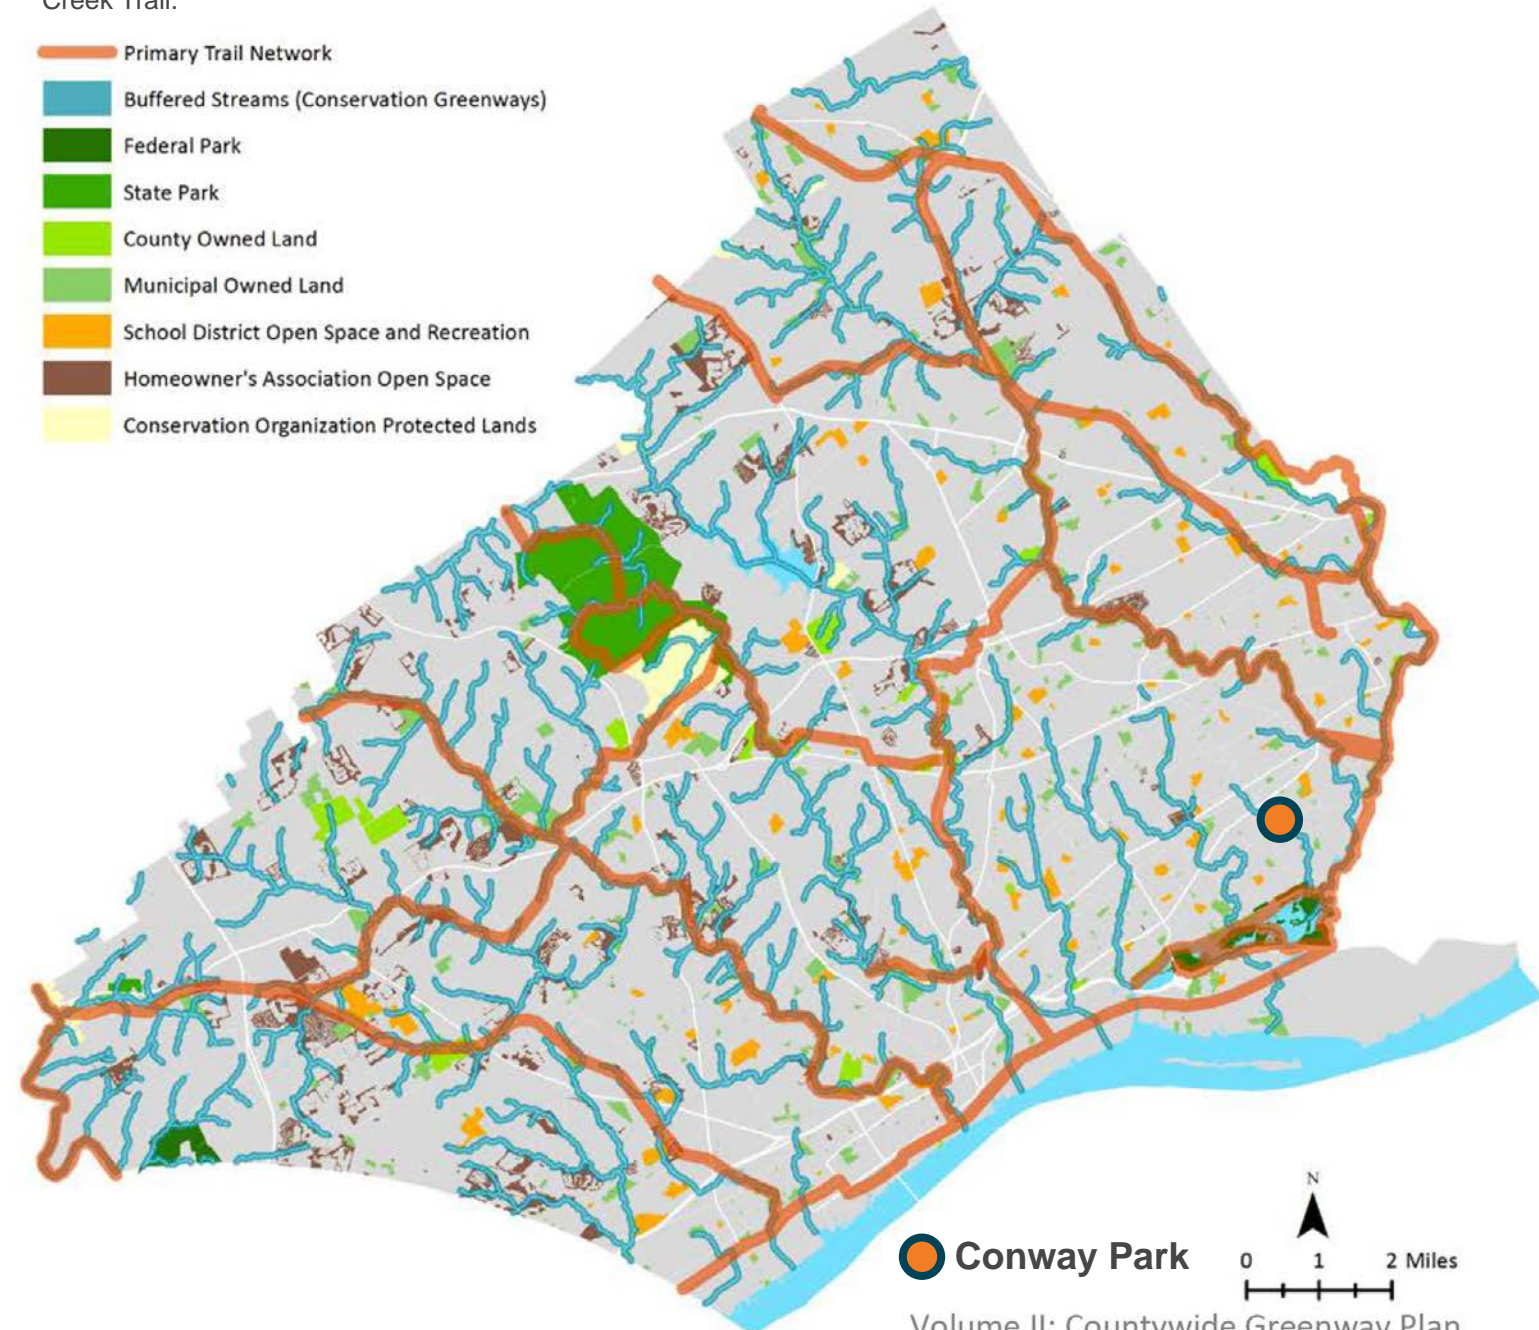 Creek Trail.
Primary Trail Network
Buffered Streams (Conservation Greenways)
Federal Park
State Park
County Owned Land
Municipal Owned Land
School District Open Space and Recreation
Homeowner's Association Open Space
Conservation Organization Protected Lands
N
Conway Park
0 1 2 Miles
Volume II: Countywide Greenway Plan